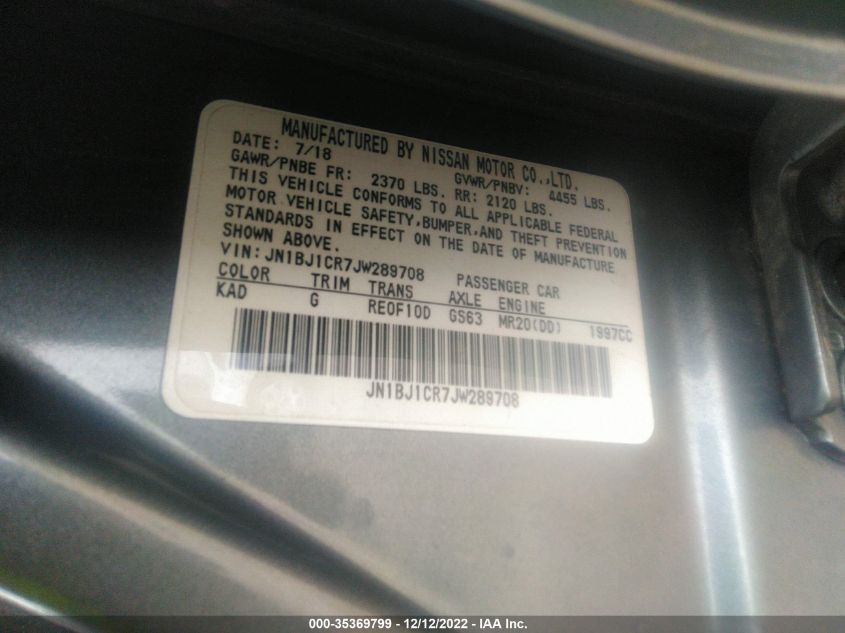 MANUFACTURED BY NISSAN MOTOR CO.,LTD.
DATE: 7/18 GVWR/PNBV: 4455 LBS.
GAWR/PNBE FR: 2370 LBS. RR: 2120 LBS.
THIS VEHICLE CONFORMS TO ALL APPLICABLE FEDERAL
MOTOR VEHICLE SAFETY,BUMPER,AND THEFT PREVENTION
STANDARDS IN EFFECT ON THE DATE OF MANUFACTURE
SHOWN ABOVE.
VIN:JN1BJ1CR7JW289708 PASSENGER CAR
COLOR TRIM TRANS AXLE ENGINE
KAD G RE0F10D GS63 MR20(DD) 1997CC
JN1BJ1CR7JW289708
000-35369799 - 12/12/2022 - IAA Inc.